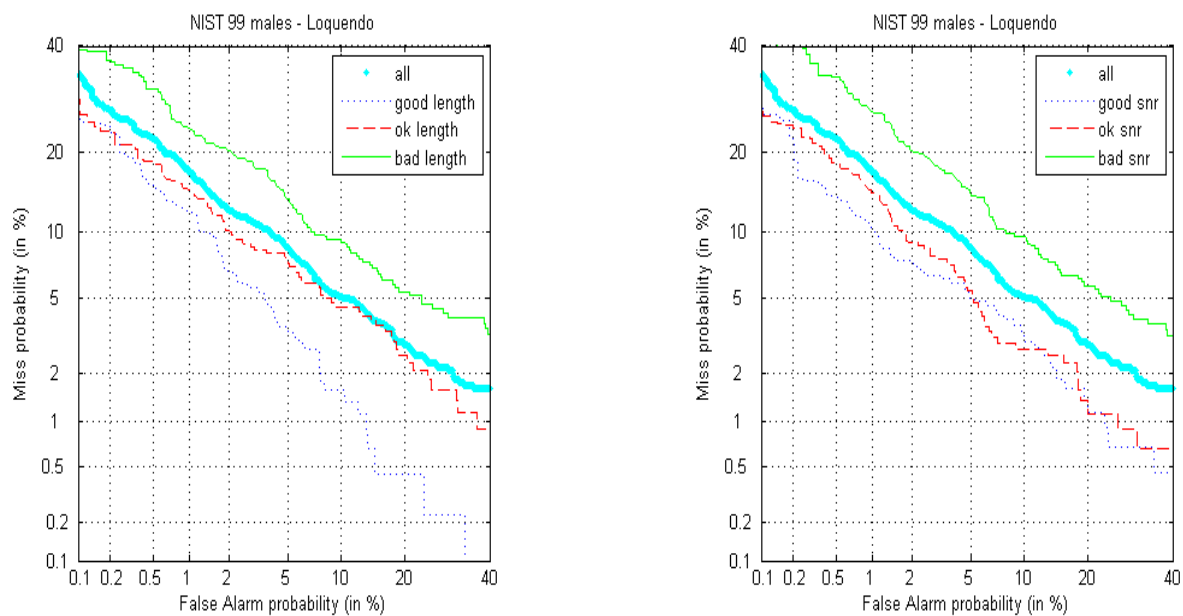 NIST 99 males - Loquendo
40
20
10
5
2
1
0.5
0.2
0.1
Miss probability (in %)
all
good length
ok length
bad length
0.1 0.2 0.5 1 2 5 10 20 40
False Alarm probability (in %)
NIST 99 males - Loquendo
40
20
10
5
2
1
0.5
0.2
0.1
Miss probability (in %)
all
good snr
ok snr
bad snr
0.1 0.2 0.5 1 2 5 10 20 40
False Alarm probability (in %)